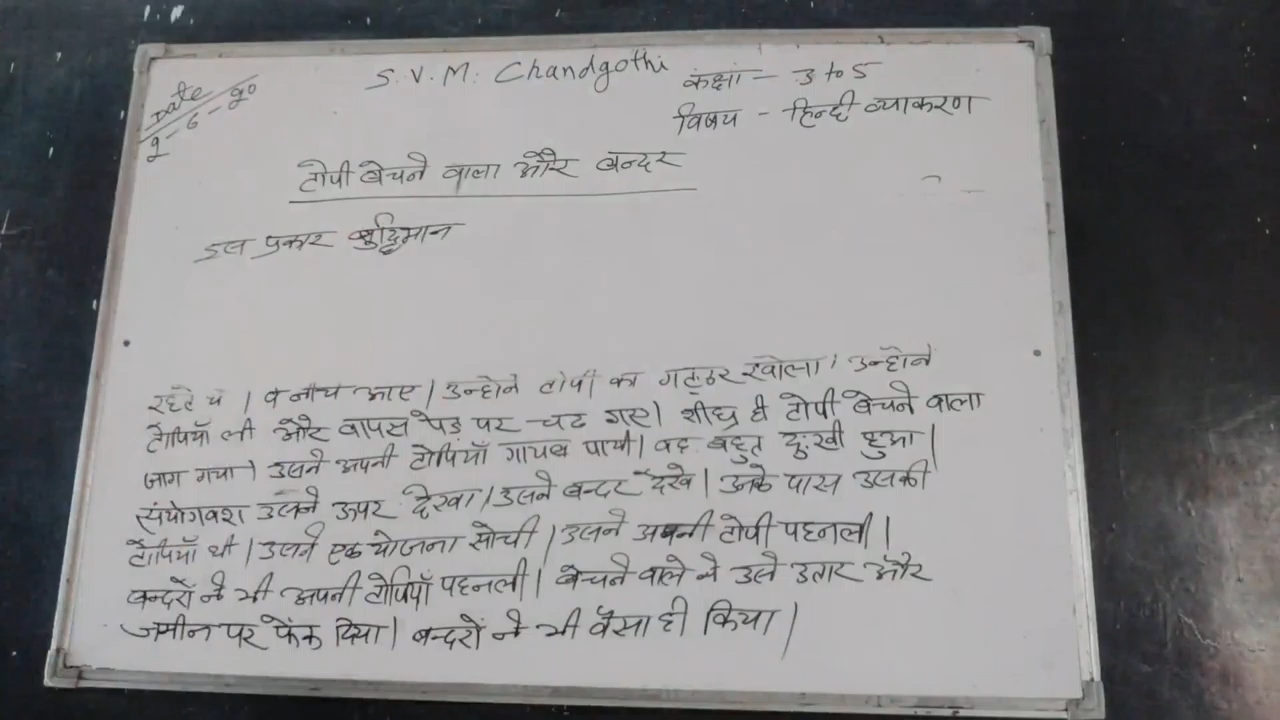 Date
9-6-20
S.V.M. Chandgothi
कक्षा - 3 to 5
विषय - हिन्दी व्याकरण
टोपी बेचने वाला और बन्दर
इस प्रकार बुद्धिमान
रहते थे। वे नीचे आए। उन्होंने टोपी का गट्ठर खोला। उन्होंने
टोपियाँ ली और वापस पेड़ पर चढ गए। शीघ्र ही टोपी बेचने वाला
जाग गया। उसने अपनी टोपियाँ गायब पायी। वह बहुत दुःखी हुआ।
संयोगवश उसने ऊपर देखा। उसने बन्दर देखे। उनके पास उसकी
टोपियाँ थी। उसने एक योजना सोची। उसने अपनी टोपी पहनली।
बन्दरों ने भी अपनी टोपियाँ पहनली। बेचने वाले ने उसे उतार और
जमीन पर फेंक दिया। बन्दरों ने भी वैसा ही किया।